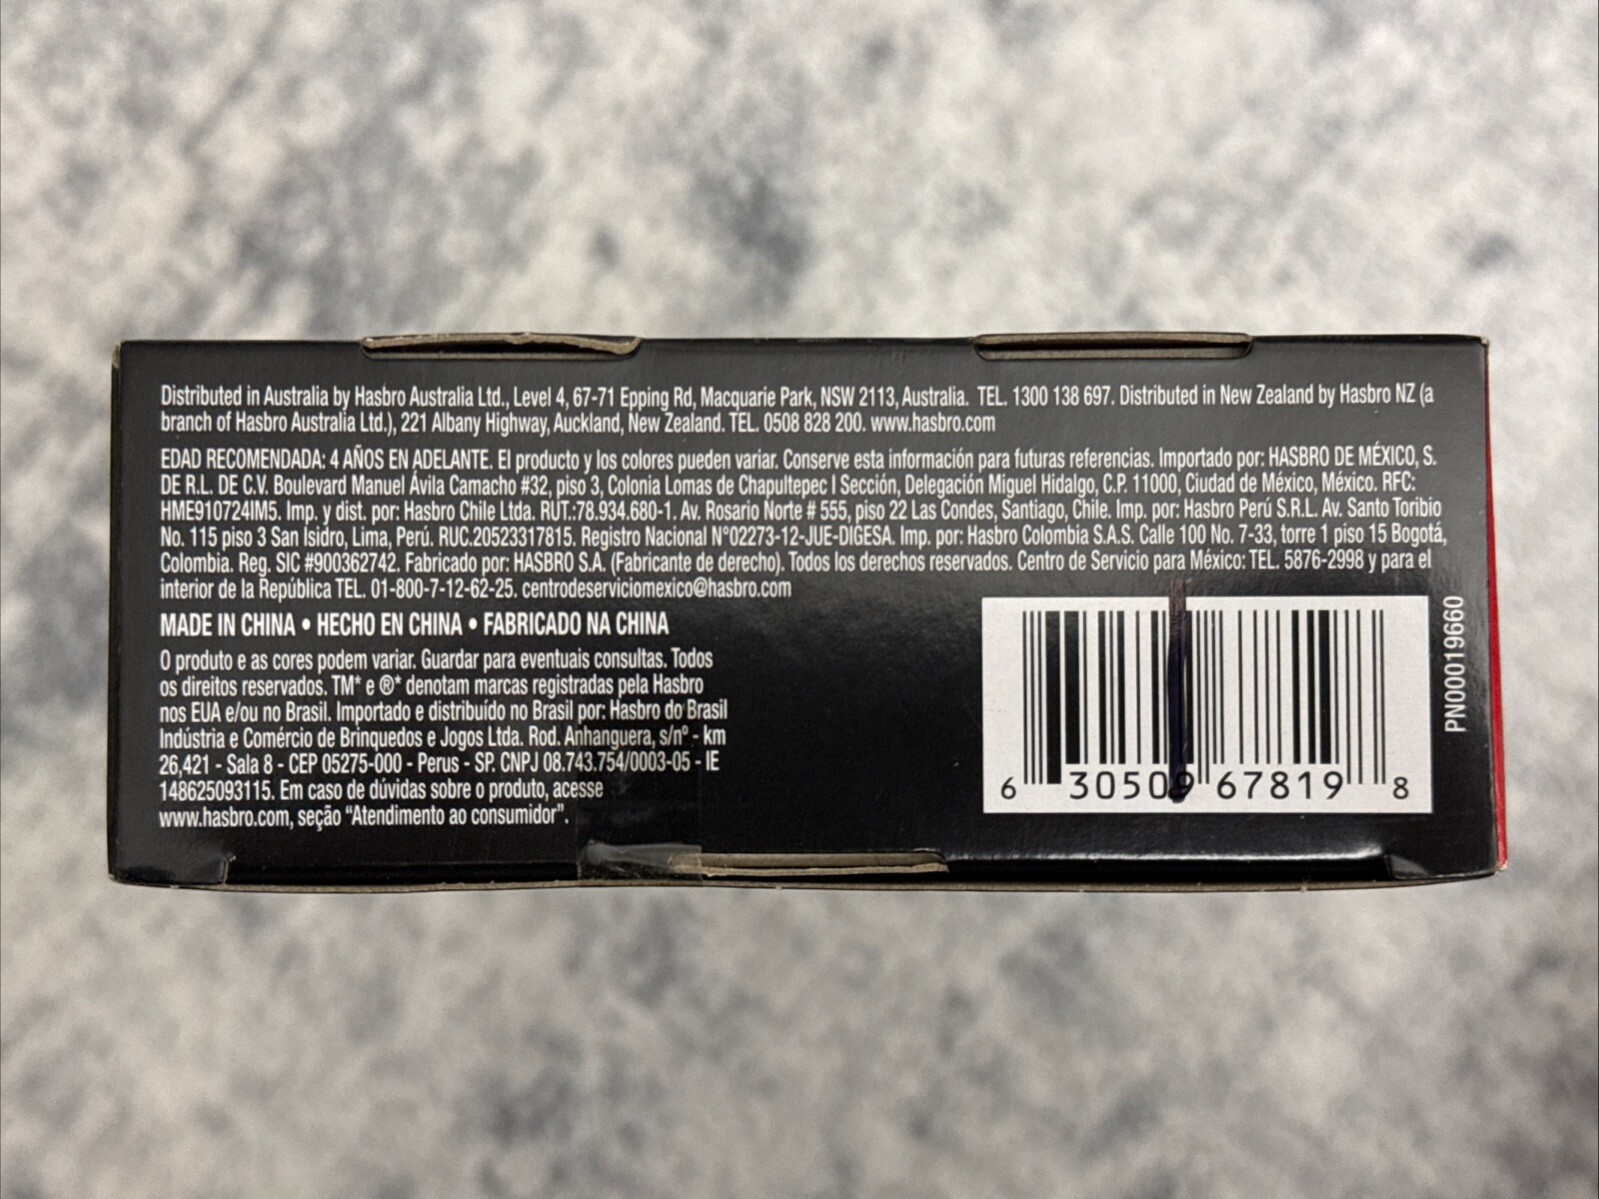 Distributed in Australia by Hasbro Australia Ltd., Level 4, 67-71 Epping Rd, Macquarie Park, NSW 2113, Australia. TEL. 1300 138 697. Distributed in New Zealand by Hasbro NZ (a
branch of Hasbro Australia Ltd.), 221 Albany Highway, Auckland, New Zealand. TEL. 0508 828 200. www.hasbro.com
EDAD RECOMENDADA: 4 AÑOS EN ADELANTE. El producto y los colores pueden variar. Conserve esta información para futuras referencias. Importado por: HASBRO DE MÉXICO, S.
DE R.L. DE C.V. Boulevard Manuel Ávila Camacho #32, piso 3, Colonia Lomas de Chapultepec I Sección, Delegación Miguel Hidalgo, C.P. 11000, Ciudad de México, México. RFC:
HME910724IM5. Imp. y dist. por: Hasbro Chile Ltda. RUT.:78.934.680-1. Av. Rosario Norte # 555, piso 22 Las Condes, Santiago, Chile. Imp. por: Hasbro Perú S.R.L. Av. Santo Toribio
No. 115 piso 3 San Isidro, Lima, Perú. RUC.20523317815. Registro Nacional N°02273-12-JUE-DIGESA. Imp. por: Hasbro Colombia S.A.S. Calle 100 No. 7-33, torre 1 piso 15 Bogotá,
Colombia. Reg. SIC #900362742. Fabricado por: HASBRO S.A. (Fabricante de derecho). Todos los derechos reservados. Centro de Servicio para México: TEL. 5876-2998 y para el
interior de la República TEL. 01-800-7-12-62-25. centrodeserviciomexico@hasbro.com
MADE IN CHINA • HECHO EN CHINA • FABRICADO NA CHINA
O produto e as cores podem variar. Guardar para eventuais consultas. Todos
os direitos reservados. TM* e ®* denotam marcas registradas pela Hasbro
nos EUA e/ou no Brasil. Importado e distribuído no Brasil por: Hasbro do Brasil
Indústria e Comércio de Brinquedos e Jogos Ltda. Rod. Anhanguera, s/nº - km
26,421 - Sala 8 - CEP 05275-000 - Perus - SP. CNPJ 08.743.754/0003-05 - IE
148625093115. Em caso de dúvidas sobre o produto, acesse
www.hasbro.com, seção “Atendimento ao consumidor”.
6 30509 67819 8
PN00019660